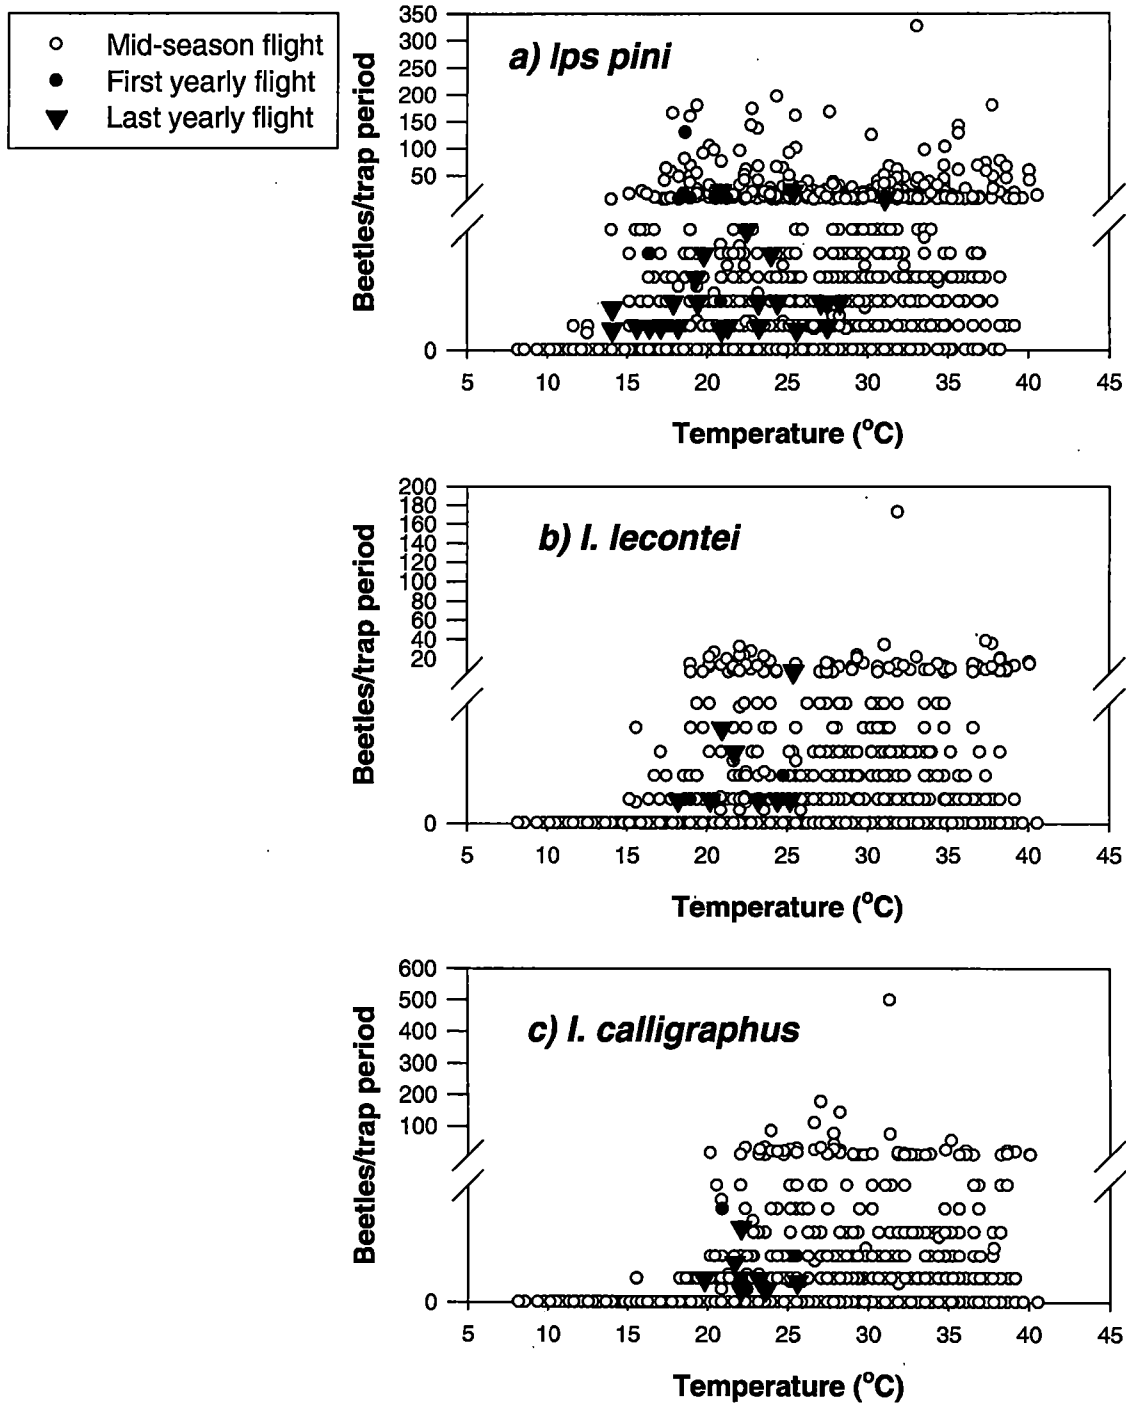 Mid-season flight
First yearly flight
Last yearly flight
a) Ips pini
Beetles/trap period
350
300
250
200
150
100
50
0
5 10 15 20 25 30 35 40 45
Temperature (°C)
b) I. lecontei
Beetles/trap period
200
180
160
140
120
100
80
60
40
20
0
5 10 15 20 25 30 35 40 45
Temperature (°C)
c) I. calligraphus
Beetles/trap period
600
500
400
300
200
100
0
5 10 15 20 25 30 35 40 45
Temperature (°C)